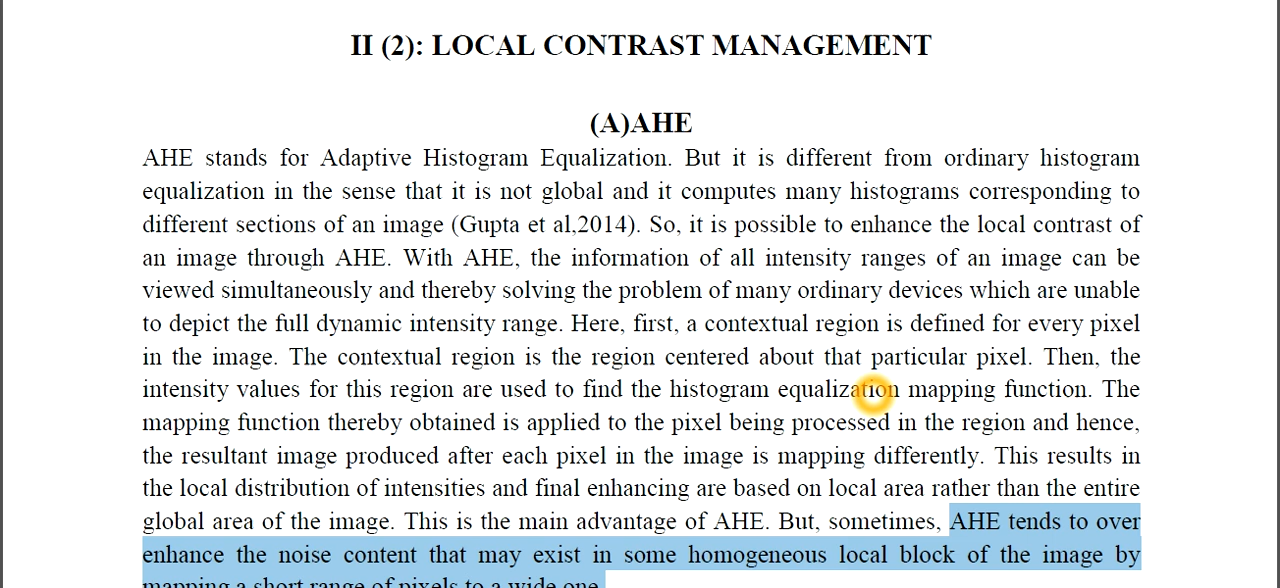 II (2): LOCAL CONTRAST MANAGEMENT
(A)AHE
AHE stands for Adaptive Histogram Equalization. But it is different from ordinary histogram
equalization in the sense that it is not global and it computes many histograms corresponding to
different sections of an image (Gupta et al,2014). So, it is possible to enhance the local contrast of
an image through AHE. With AHE, the information of all intensity ranges of an image can be
viewed simultaneously and thereby solving the problem of many ordinary devices which are unable
to depict the full dynamic intensity range. Here, first, a contextual region is defined for every pixel
in the image. The contextual region is the region centered about that particular pixel. Then, the
intensity values for this region are used to find the histogram equalization mapping function. The
mapping function thereby obtained is applied to the pixel being processed in the region and hence,
the resultant image produced after each pixel in the image is mapping differently. This results in
the local distribution of intensities and final enhancing are based on local area rather than the entire
global area of the image. This is the main advantage of AHE. But, sometimes, AHE tends to over
enhance the noise content that may exist in some homogeneous local block of the image by
mapping a short range of pixels to a wide one.